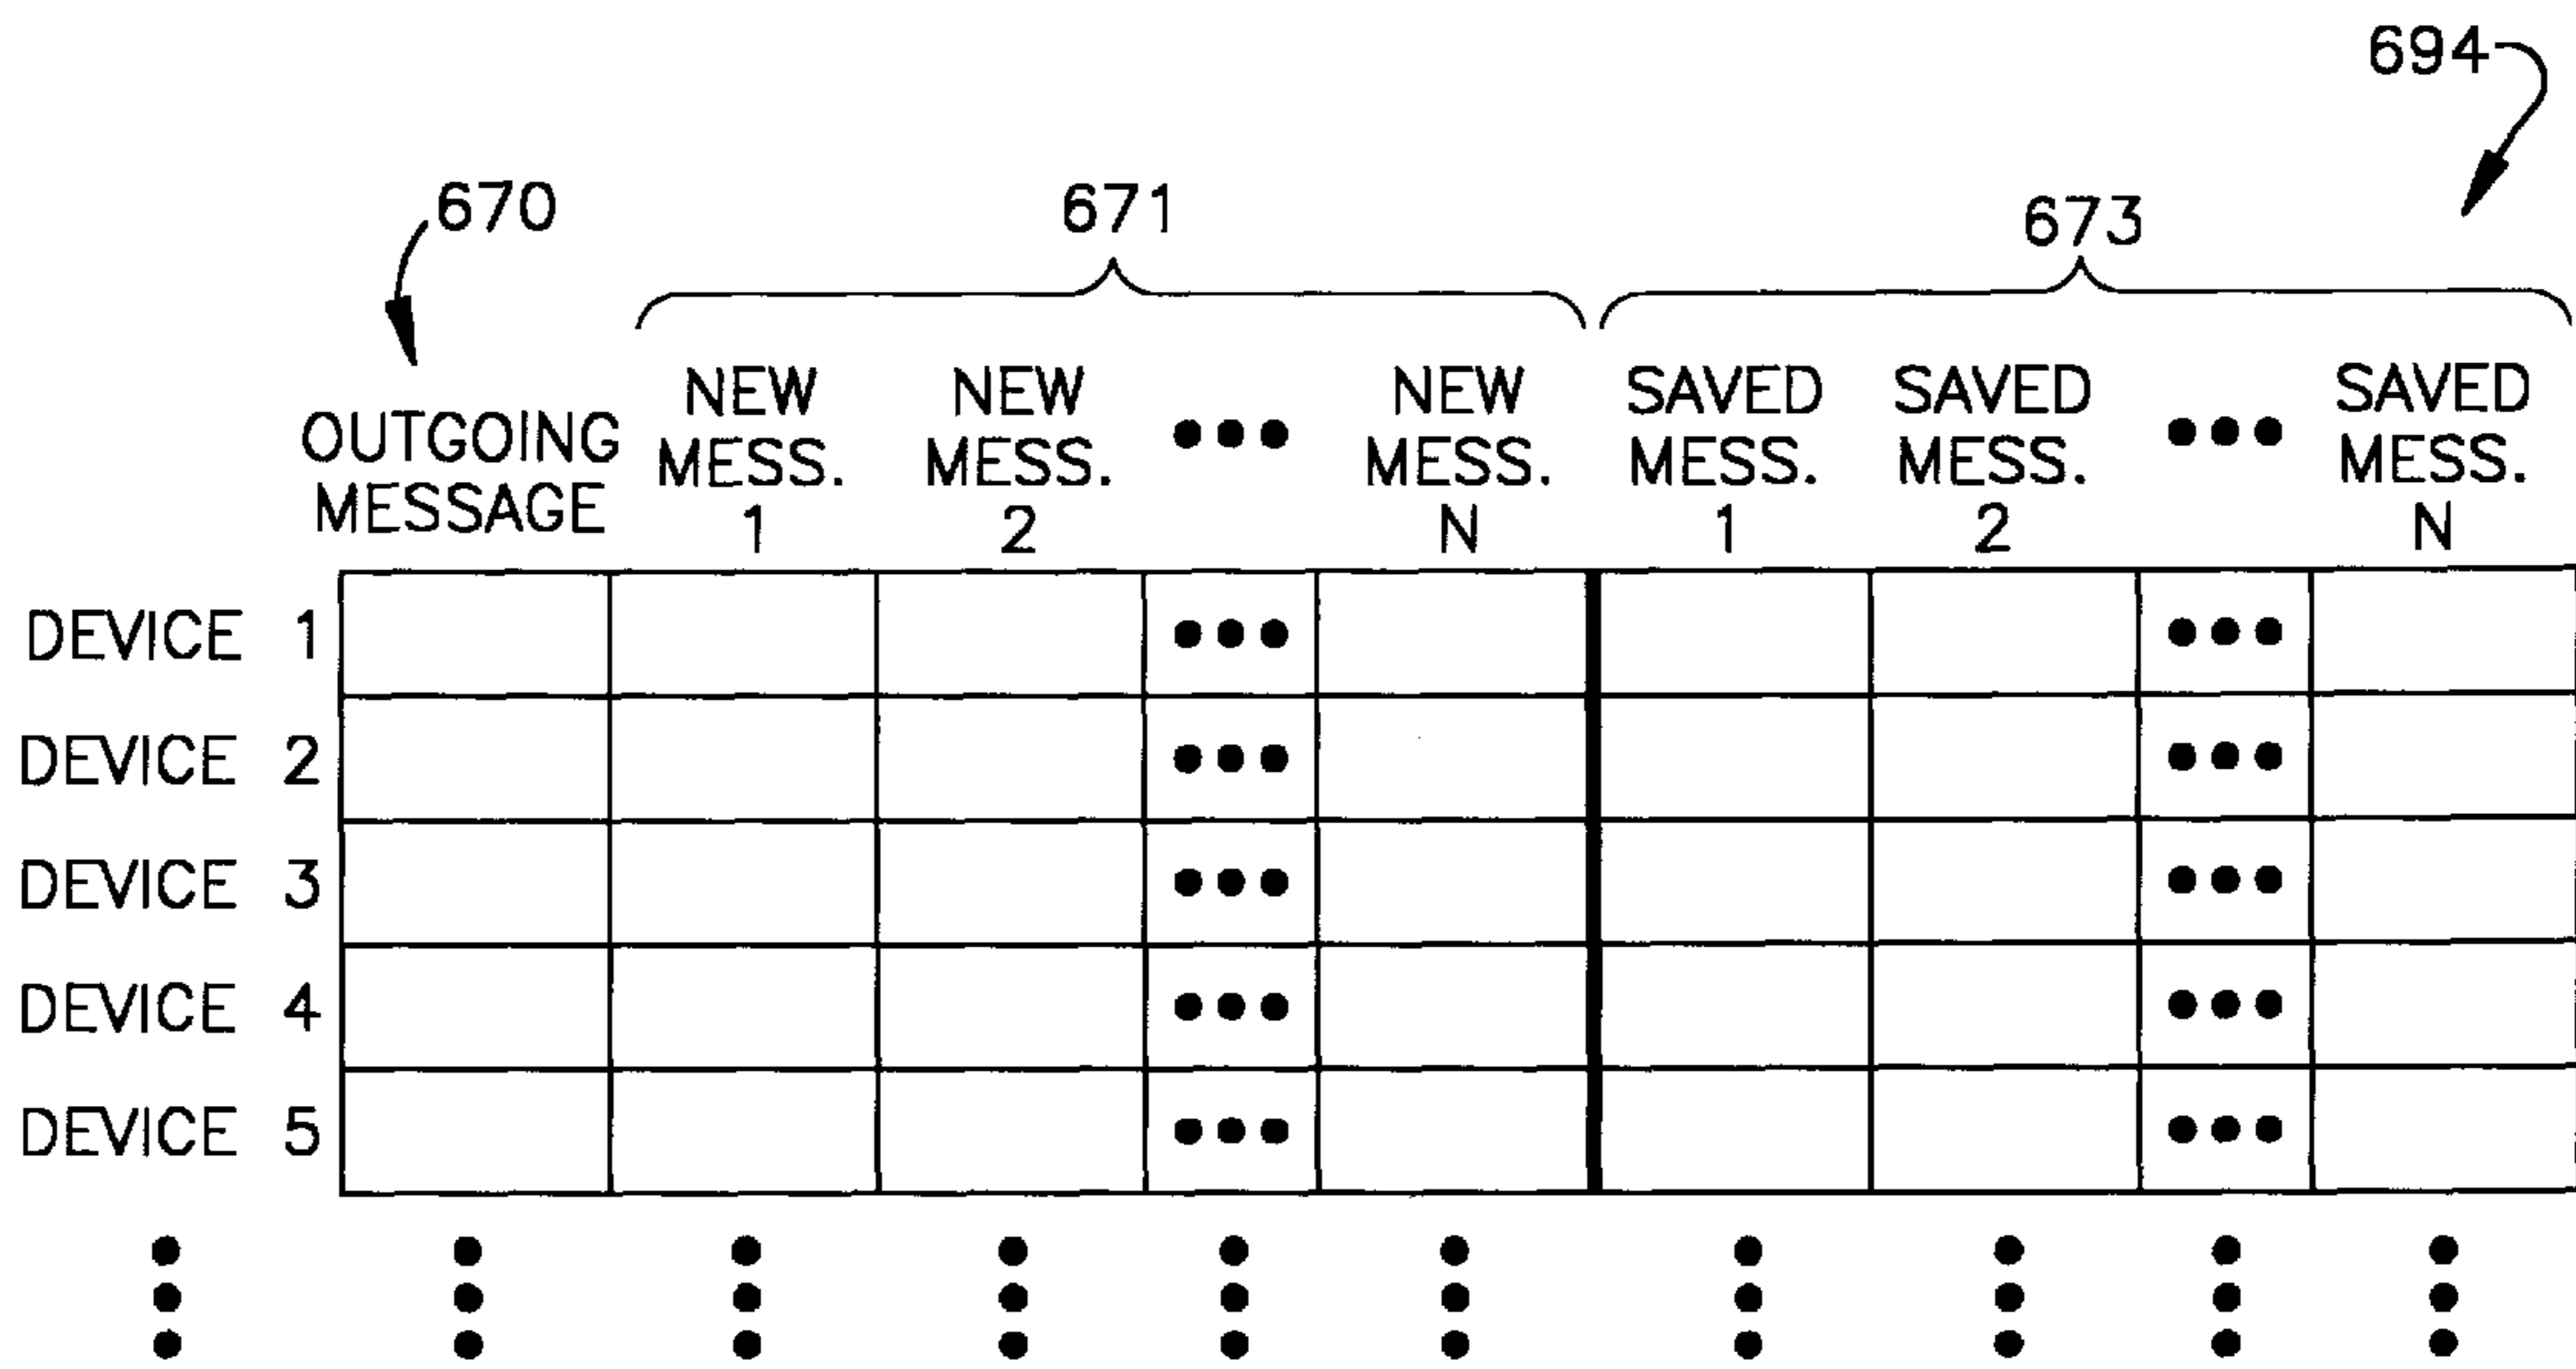 694
670 671 673
OUTGOING MESSAGE
NEW MESS. 1
NEW MESS. 2
•••
NEW MESS. N
SAVED MESS. 1
SAVED MESS. 2
•••
SAVED MESS. N
DEVICE 1 ••• •••
DEVICE 2 ••• •••
DEVICE 3 ••• •••
DEVICE 4 ••• •••
DEVICE 5 ••• •••